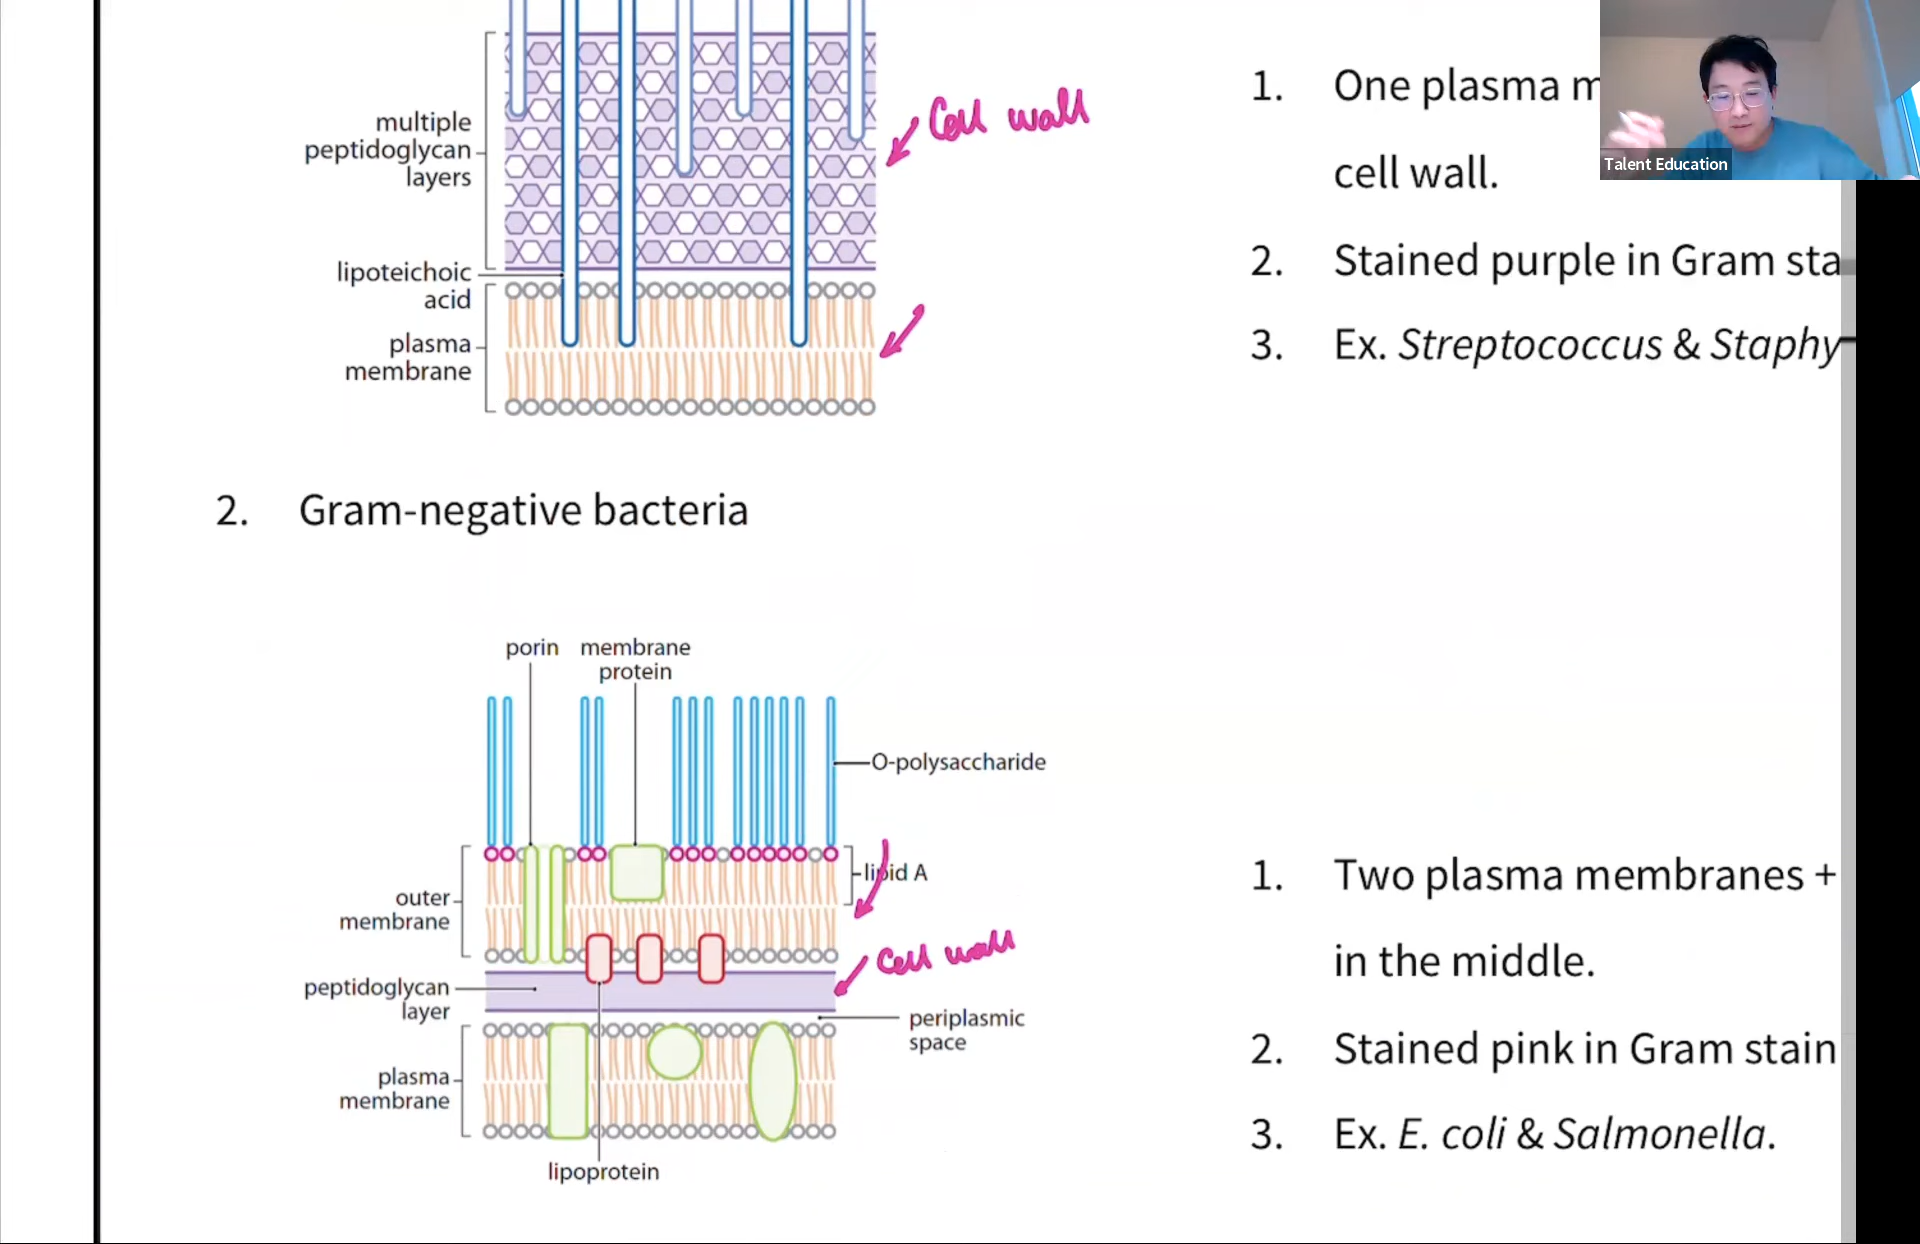 multiple
peptidoglycan
layers
lipoteichoic
acid
plasma
membrane
Cell wall
1. One plasma m
cell wall.
2. Stained purple in Gram sta
3. Ex. Streptococcus & Staphy
Talent Education
2. Gram-negative bacteria
porin
membrane
protein
O-polysaccharide
lipid A
outer
membrane
Cell wall
peptidoglycan
layer
periplasmic
space
plasma
membrane
lipoprotein
1. Two plasma membranes +
in the middle.
2. Stained pink in Gram stain
3. Ex. E. coli & Salmonella.